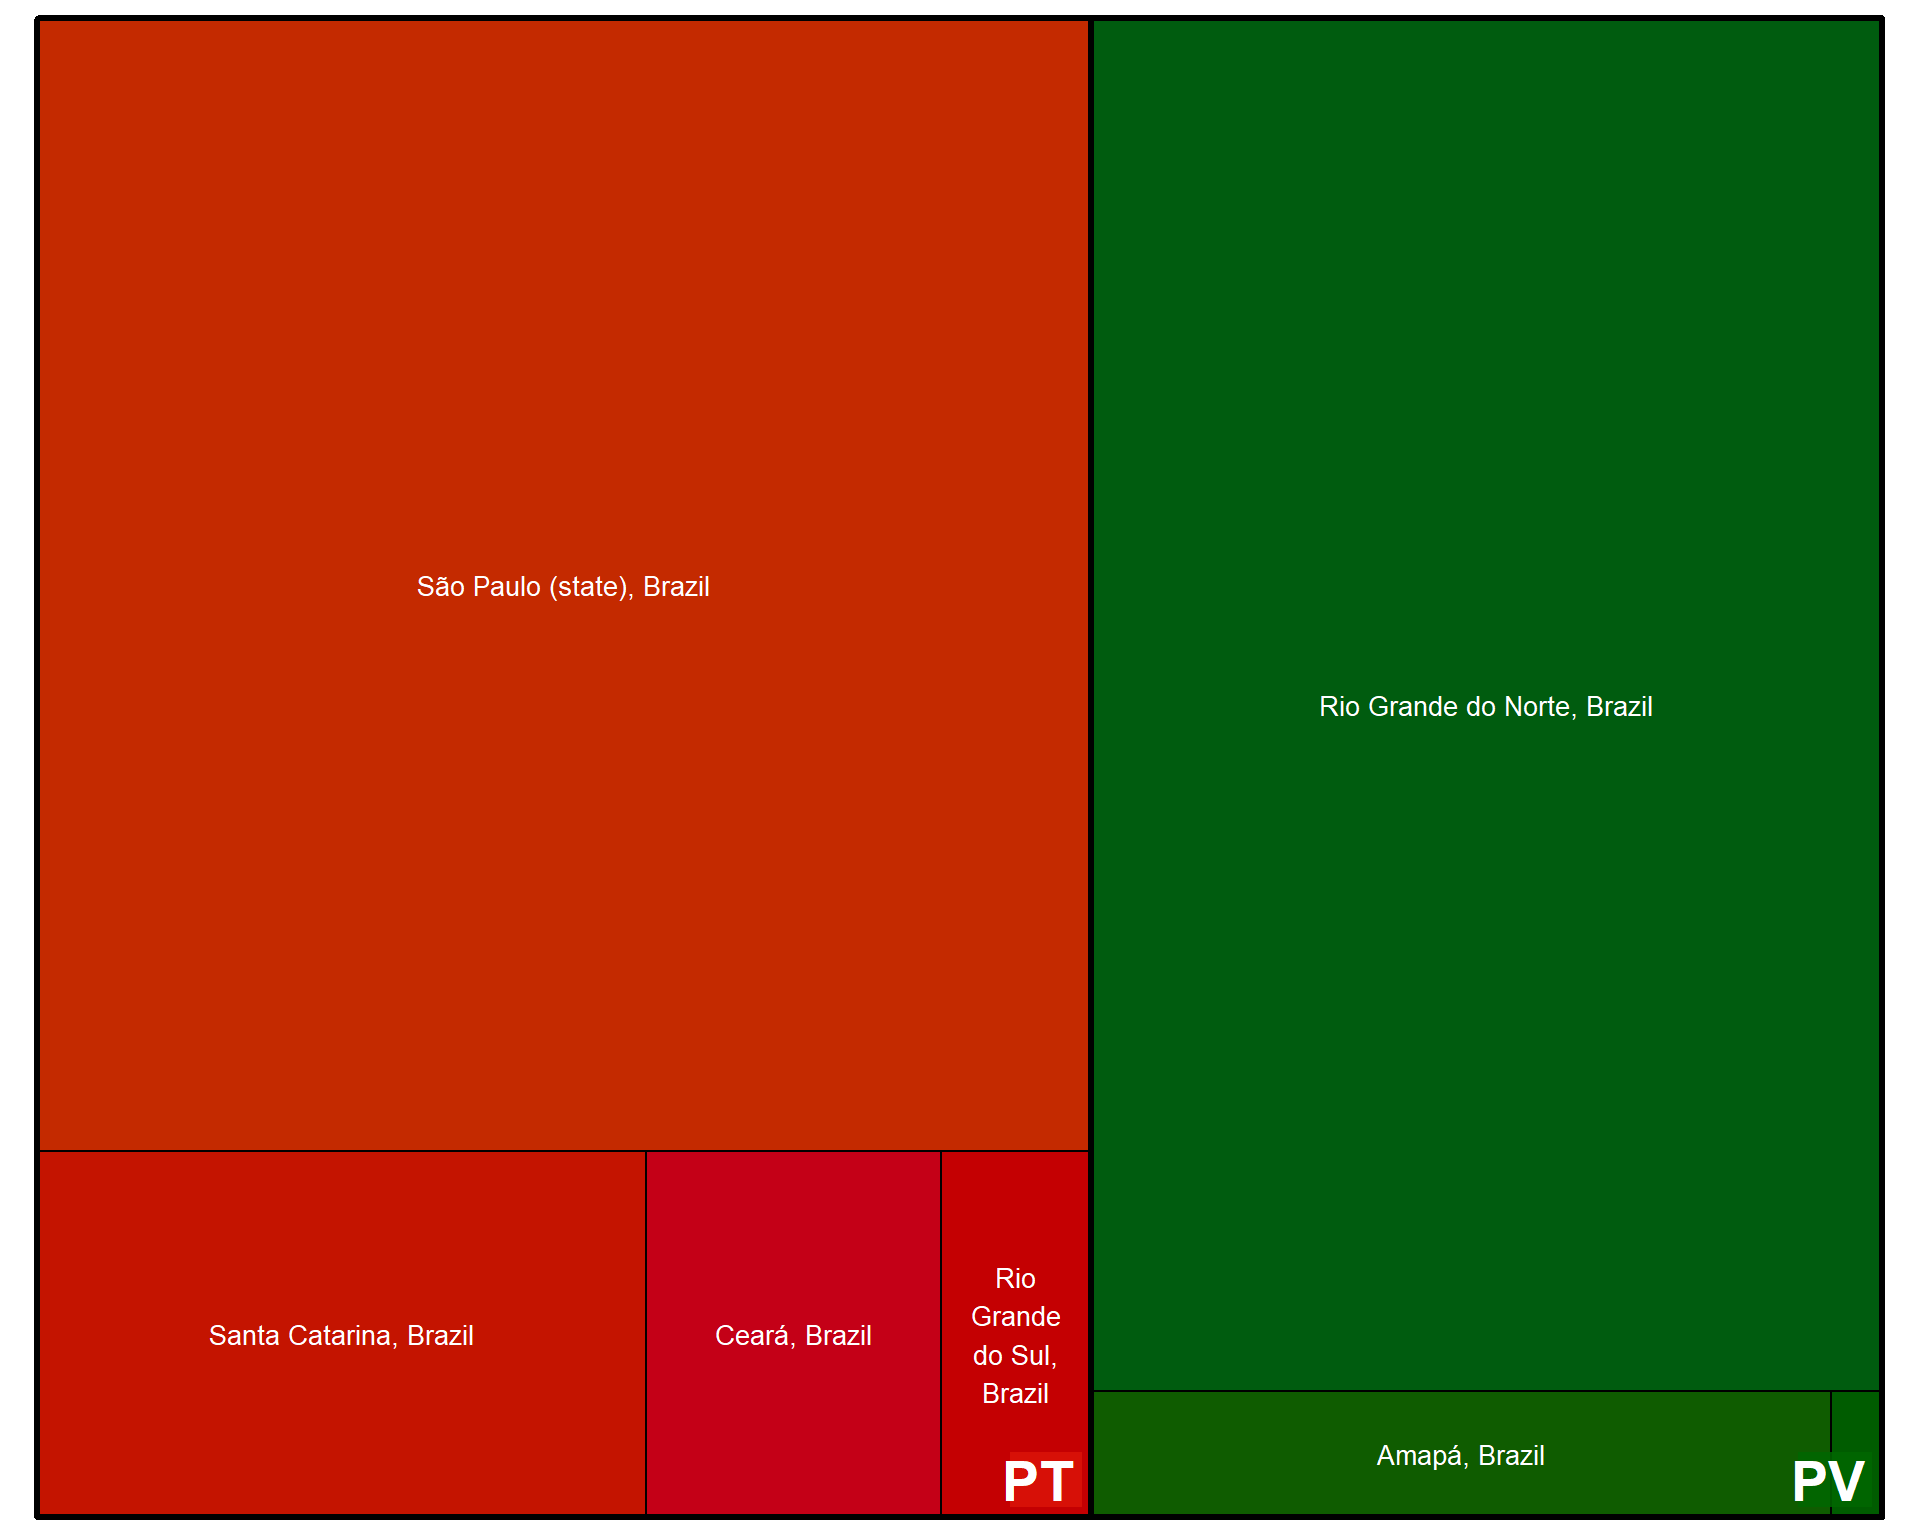 São Paulo (state), Brazil
Rio Grande do Norte, Brazil
Santa Catarina, Brazil
Ceará, Brazil
Rio
Grande
do Sul,
Brazil
PT
Amapá, Brazil
PV